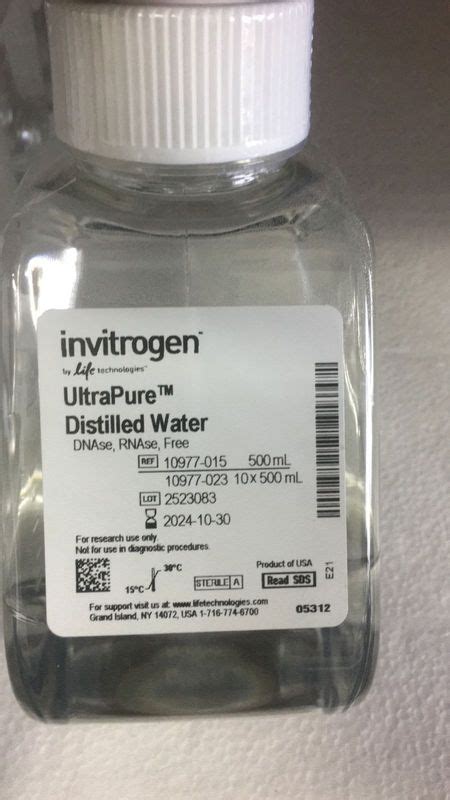 invitrogen™
by life technologies™
UltraPure™
Distilled Water
DNAse, RNAse, Free
REF 10977-015 500 mL
10977-023 10 x 500 mL
LOT 2523083
2024-10-30
For research use only.
Not for use in diagnostic procedures.
30°C
15°C
STERILE A
Product of USA
Read SDS
E21
For support visit us at: www.lifetechnologies.com
Grand Island, NY 14072, USA 1-716-774-6700
05312